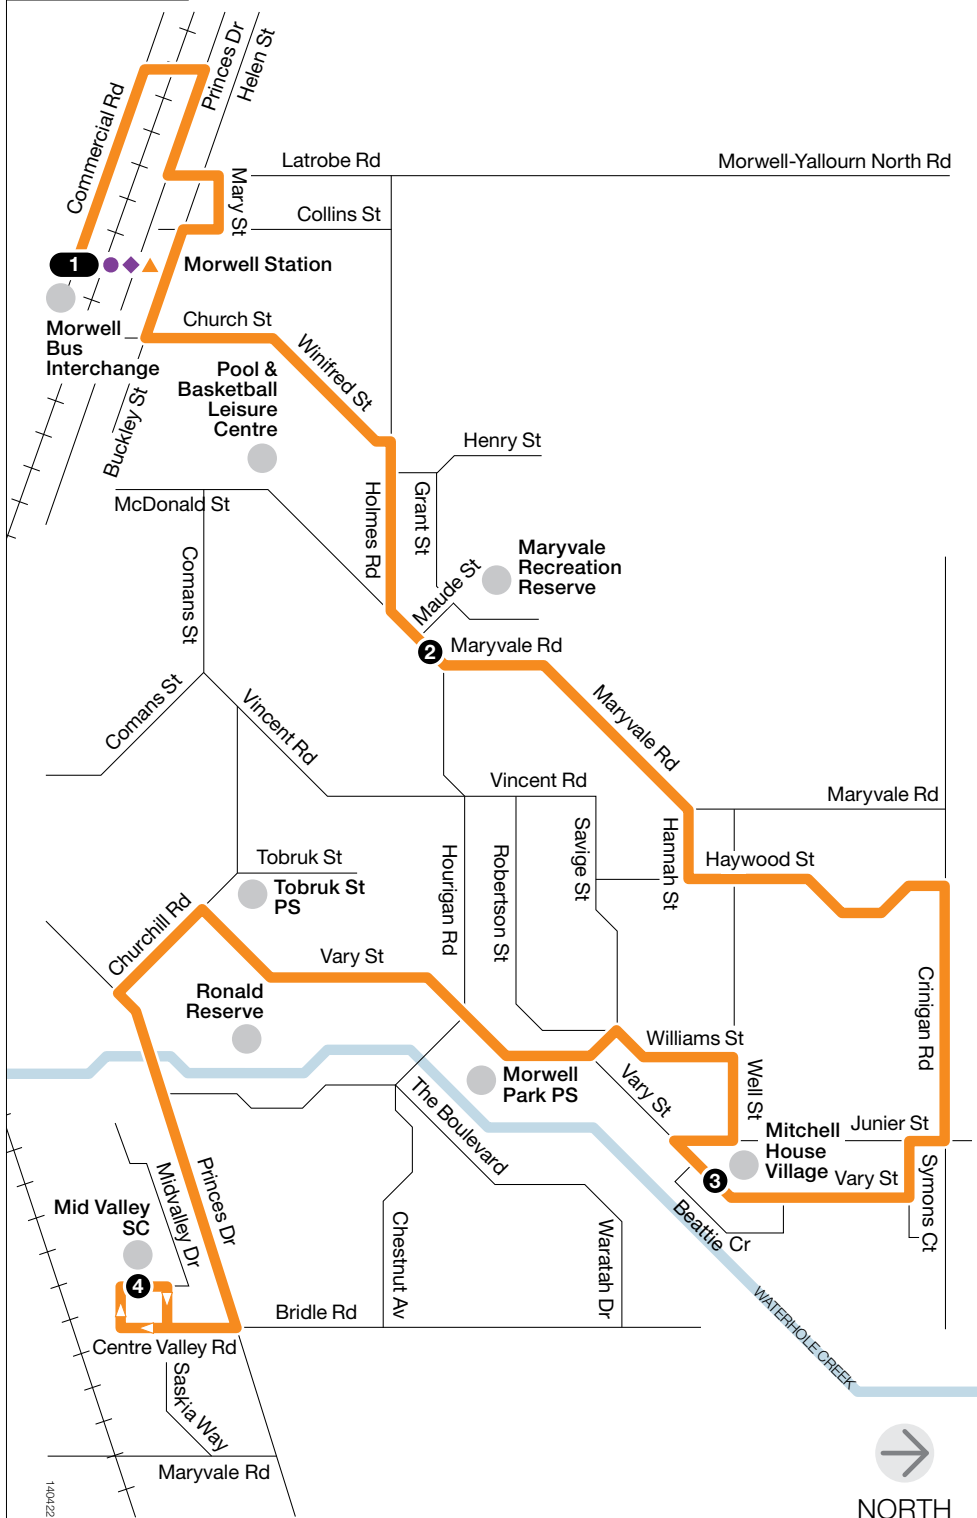 Princes Dr
Helen St
Commercial Rd
Latrobe Rd
Morwell-Yallourn North Rd
Mary St
Collins St
1
Morwell Station
Morwell
Bus
Interchange
Church St
Winifred St
Pool &
Basketball
Leisure
Centre
Buckley St
Henry St
McDonald St
Holmes Rd
Grant St
Comans St
Maryvale
Recreation
Reserve
Maude St
2
Maryvale Rd
Comans St
Vincent Rd
Maryvale Rd
Vincent Rd
Maryvale Rd
Savige St
Hannah St
Haywood St
Tobruk St
Tobruk St
PS
Hourigan Rd
Robertson St
Churchill Rd
Vary St
Ronald
Reserve
Crinigan Rd
Williams St
Morwell
Park PS
Vary St
Well St
The Boulevard
Junier St
Mitchell
House
Village
3
Vary St
Symons Ct
Beattie Cr
Princes Dr
Midvalley Dr
Mid Valley
SC
4
Chestnut Av
Waratah Dr
Bridle Rd
Centre Valley Rd
WATERHOLE CREEK
Saskia Way
Maryvale Rd
140422
NORTH